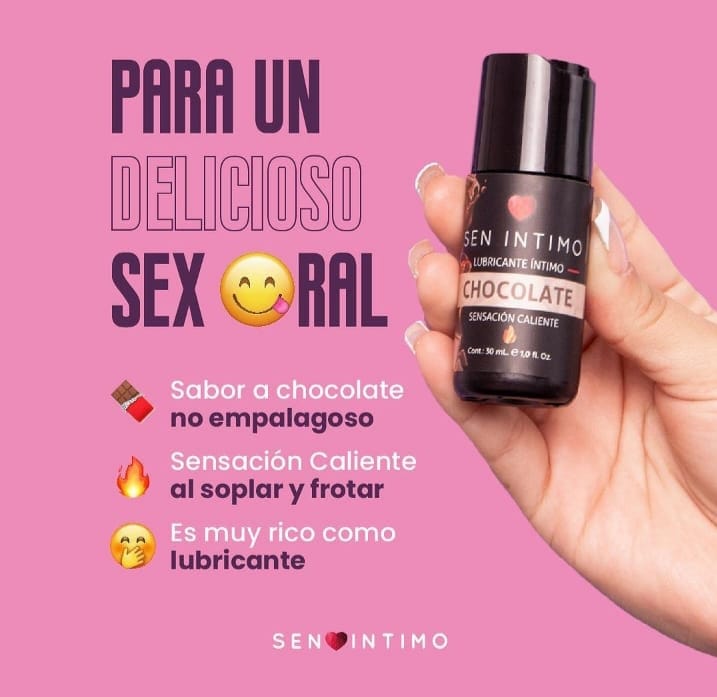 PARA UN
DELICIOSO
SEX 😋RAL
Sabor a chocolate
no empalagoso
Sensación Caliente
al soplar y frotar
Es muy rico como
lubricante
SEN INTIMO
LUBRICANTE ÍNTIMO
CHOCOLATE
SENSACIÓN CALIENTE
Cont.: 30 mL. e 1,0 fl. Oz.
SEN INTIMO